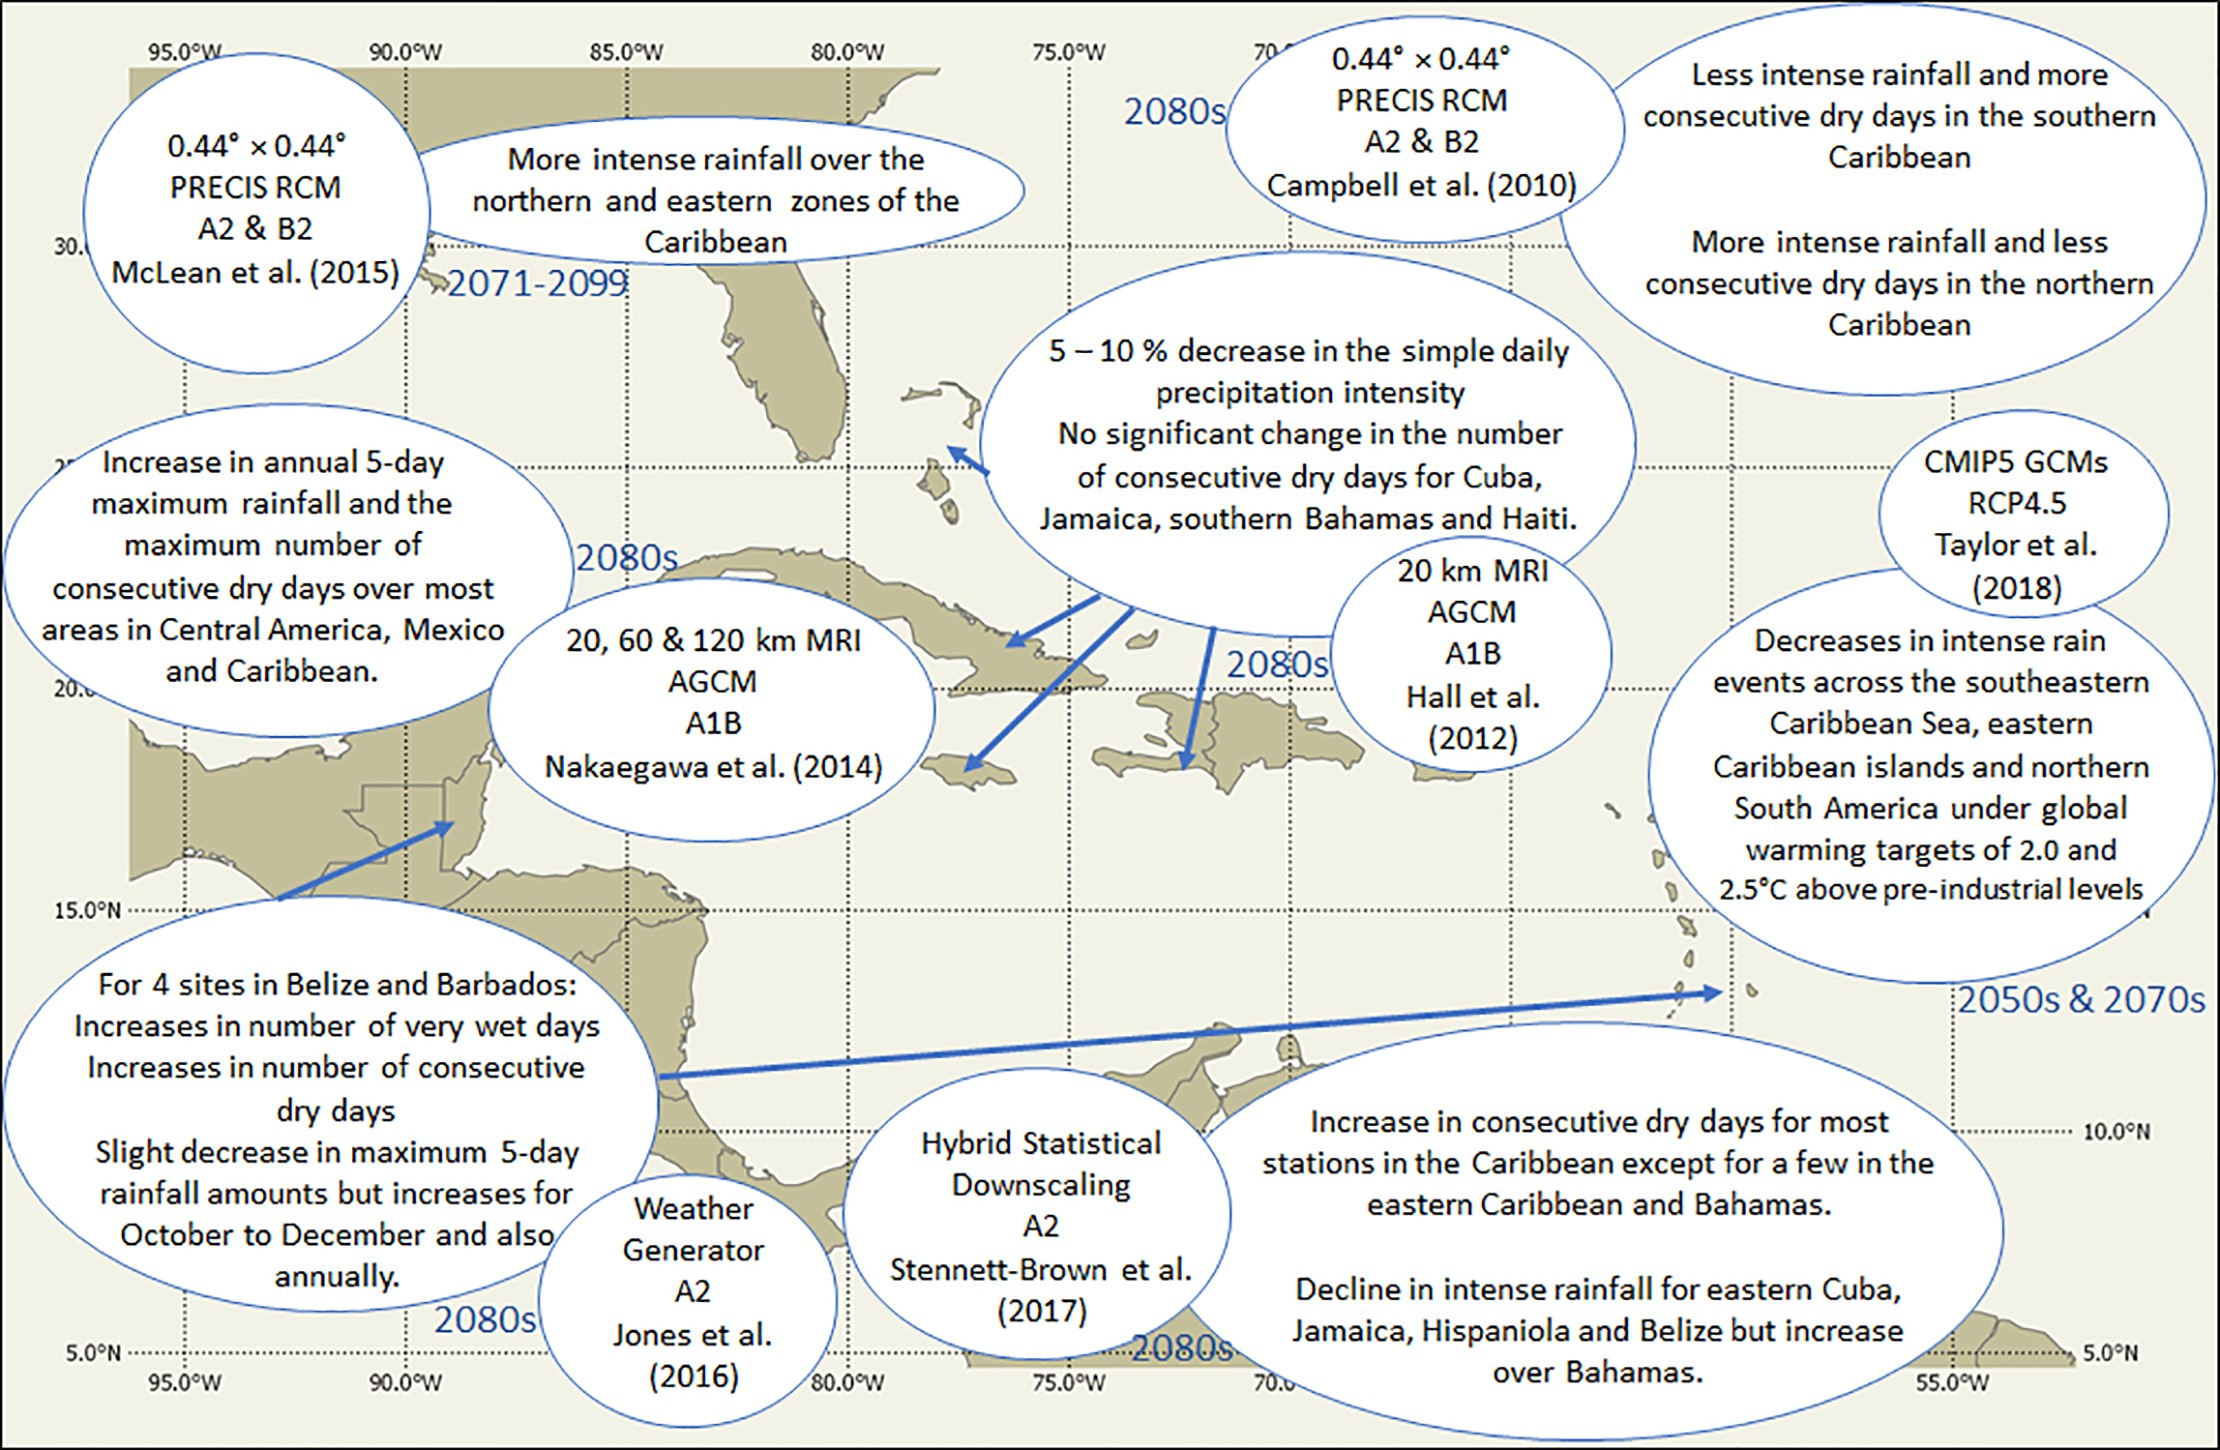 95.0°W
90.0°W
85.0°W
80.0°W
75.0°W
70.
0.44° × 0.44°
PRECIS RCM
A2 & B2
McLean et al. (2015)
More intense rainfall over the
northern and eastern zones of the
Caribbean
2071-2099
2080s
0.44° × 0.44°
PRECIS RCM
A2 & B2
Campbell et al. (2010)
Less intense rainfall and more
consecutive dry days in the southern
Caribbean
More intense rainfall and less
consecutive dry days in the northern
Caribbean
30.
5 – 10 % decrease in the simple daily
precipitation intensity
No significant change in the number
of consecutive dry days for Cuba,
Jamaica, southern Bahamas and Haiti.
2080s
20 km MRI
AGCM
A1B
Hall et al.
(2012)
Increase in annual 5-day
maximum rainfall and the
maximum number of
consecutive dry days over most
areas in Central America, Mexico
and Caribbean.
2080s
20, 60 & 120 km MRI
AGCM
A1B
Nakaegawa et al. (2014)
20.0
CMIP5 GCMs
RCP4.5
Taylor et al.
(2018)
Decreases in intense rain
events across the southeastern
Caribbean Sea, eastern
Caribbean islands and northern
South America under global
warming targets of 2.0 and
2.5°C above pre-industrial levels
2050s & 2070s
15.0°N
For 4 sites in Belize and Barbados:
Increases in number of very wet days
Increases in number of consecutive
dry days
Slight decrease in maximum 5-day
rainfall amounts but increases for
October to December and also
annually.
2080s
Weather
Generator
A2
Jones et al.
(2016)
Hybrid Statistical
Downscaling
A2
Stennett-Brown et al.
(2017)
2080s
Increase in consecutive dry days for most
stations in the Caribbean except for a few in the
eastern Caribbean and Bahamas.
Decline in intense rainfall for eastern Cuba,
Jamaica, Hispaniola and Belize but increase
over Bahamas.
10.0°N
5.0°N
5.0°N
95.0°W
90.0°W
80.0°W
75.0°W
70.0
55.0°W